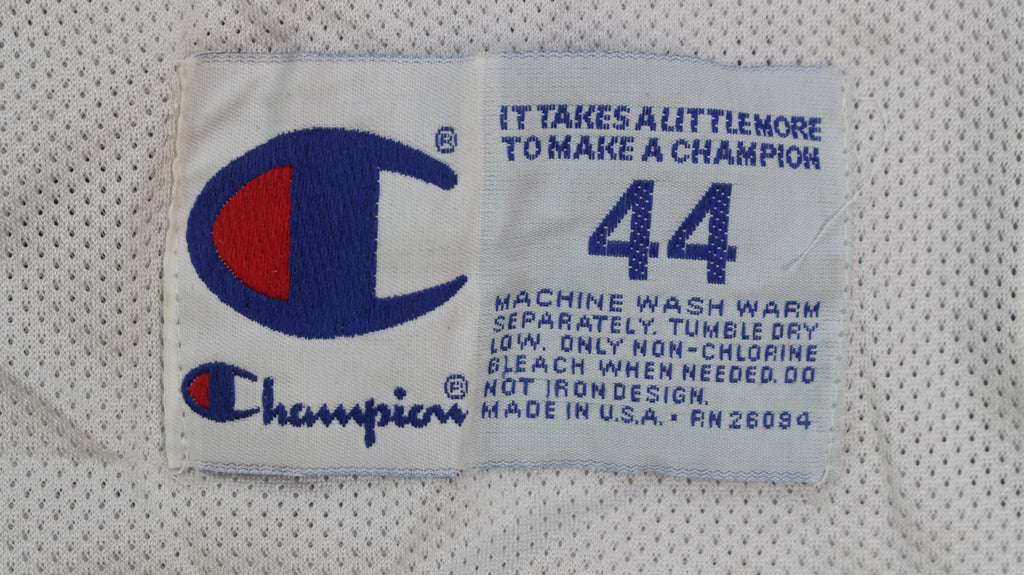 ®
Champion®
IT TAKES A LITTLE MORE
TO MAKE A CHAMPION
44
MACHINE WASH WARM
SEPARATELY. TUMBLE DRY
LOW. ONLY NON-CHLORINE
BLEACH WHEN NEEDED. DO
NOT IRON DESIGN.
MADE IN U.S.A. • RN 26094